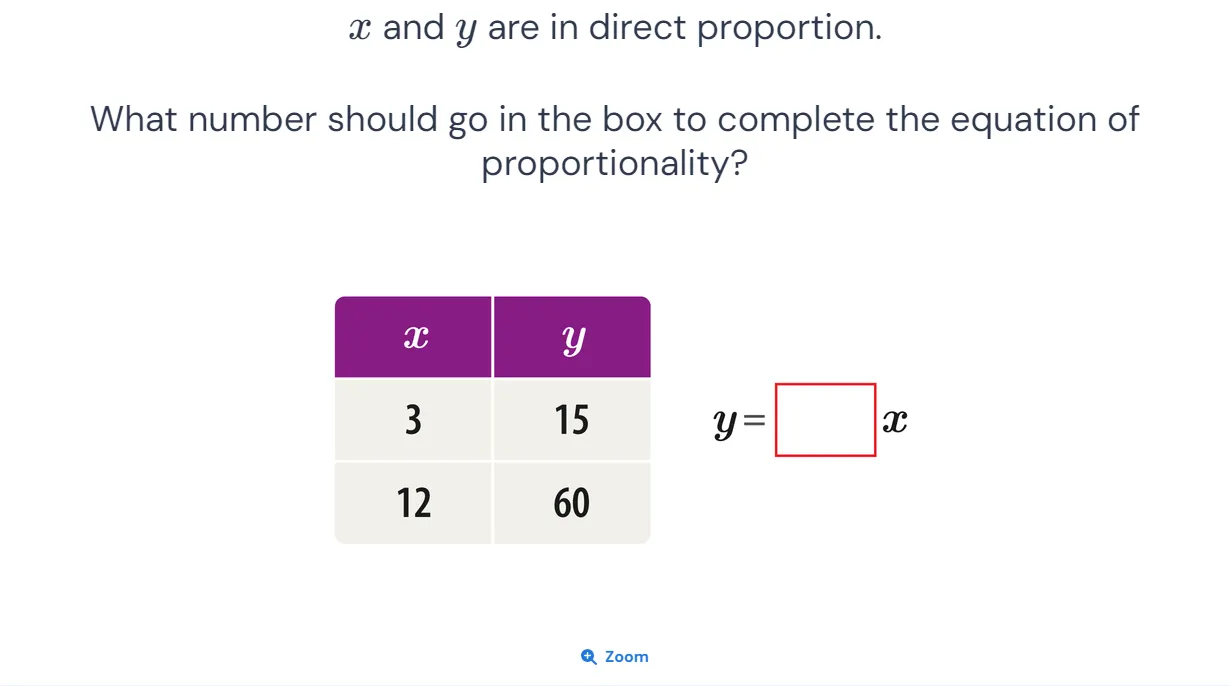 x and y are in direct proportion.
What number should go in the box to complete the equation of
proportionality?
x y
3 15
y = x
12 60
Zoom